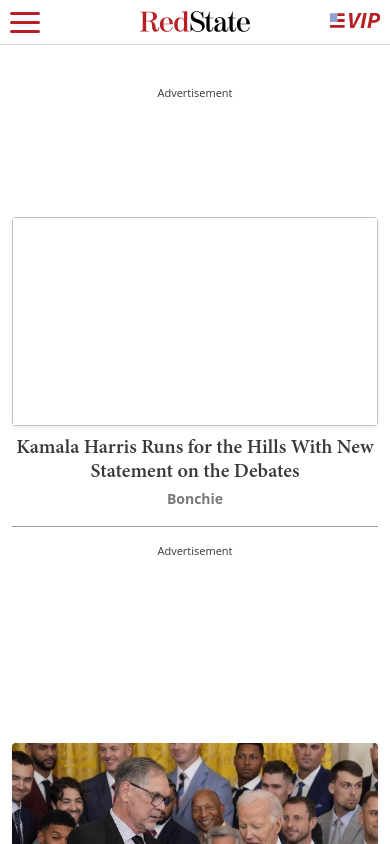 RedState
VIP
Advertisement
Kamala Harris Runs for the Hills With New
Statement on the Debates
Bonchie
Advertisement